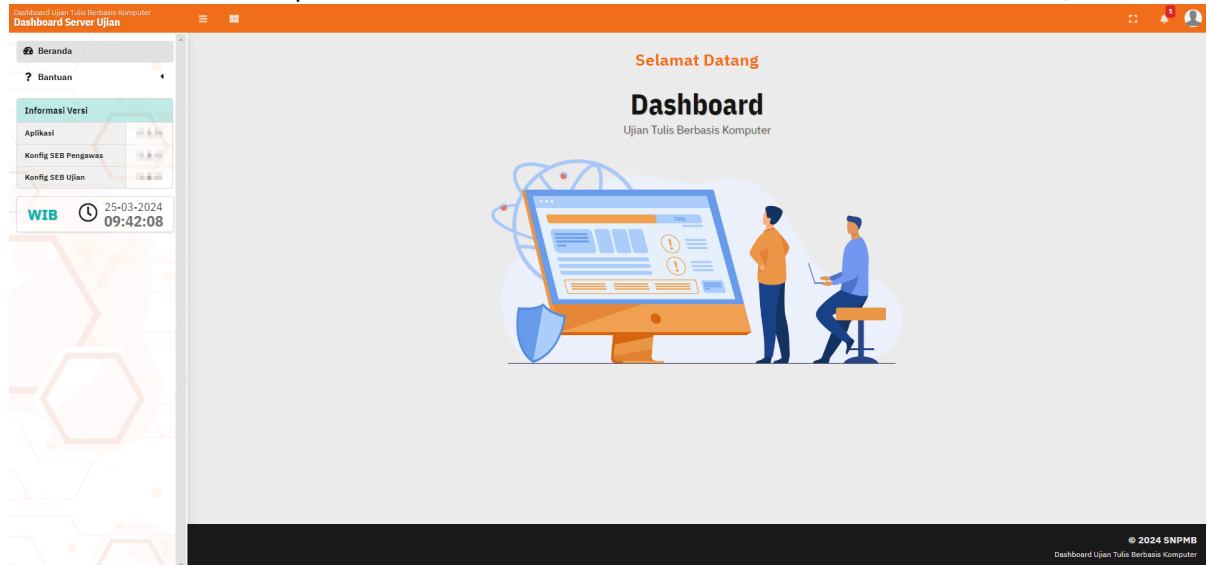 Dashboard Ujian Tulis Berbasis Komputer
Dashboard Server Ujian
1
Beranda
? Bantuan
Informasi Versi
Aplikasi
Konfig SEB Pengawas
Konfig SEB Ujian
WIB
25-03-2024
09:42:08
Selamat Datang
Dashboard
Ujian Tulis Berbasis Komputer
70%
© 2024 SNPMB
Dashboard Ujian Tulis Berbasis Komputer